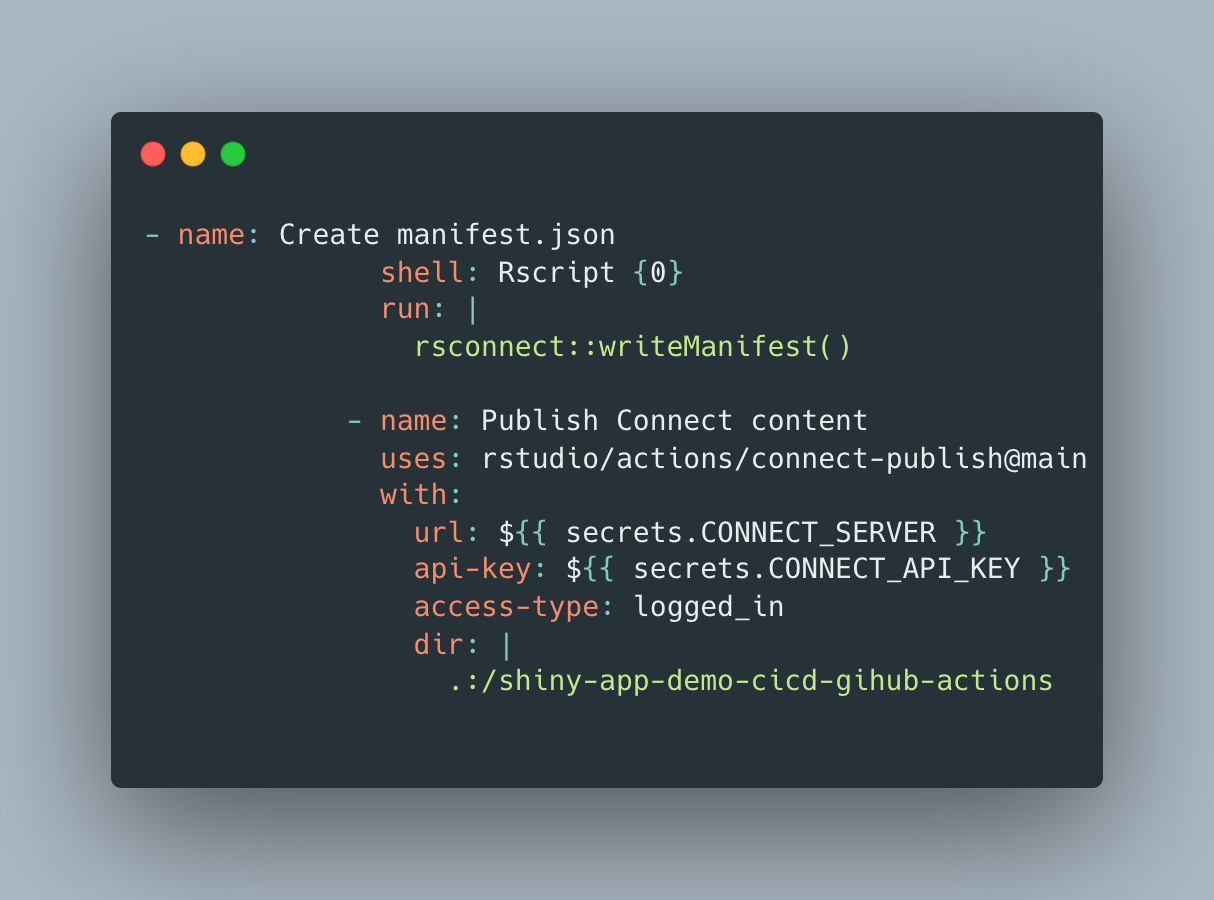 - name: Create manifest.json
shell: Rscript {0}
run: |
rsconnect::writeManifest()
- name: Publish Connect content
uses: rstudio/actions/connect-publish@main
with:
url: ${{ secrets.CONNECT_SERVER }}
api-key: ${{ secrets.CONNECT_API_KEY }}
access-type: logged_in
dir: |
.:/shiny-app-demo-cicd-gihub-actions